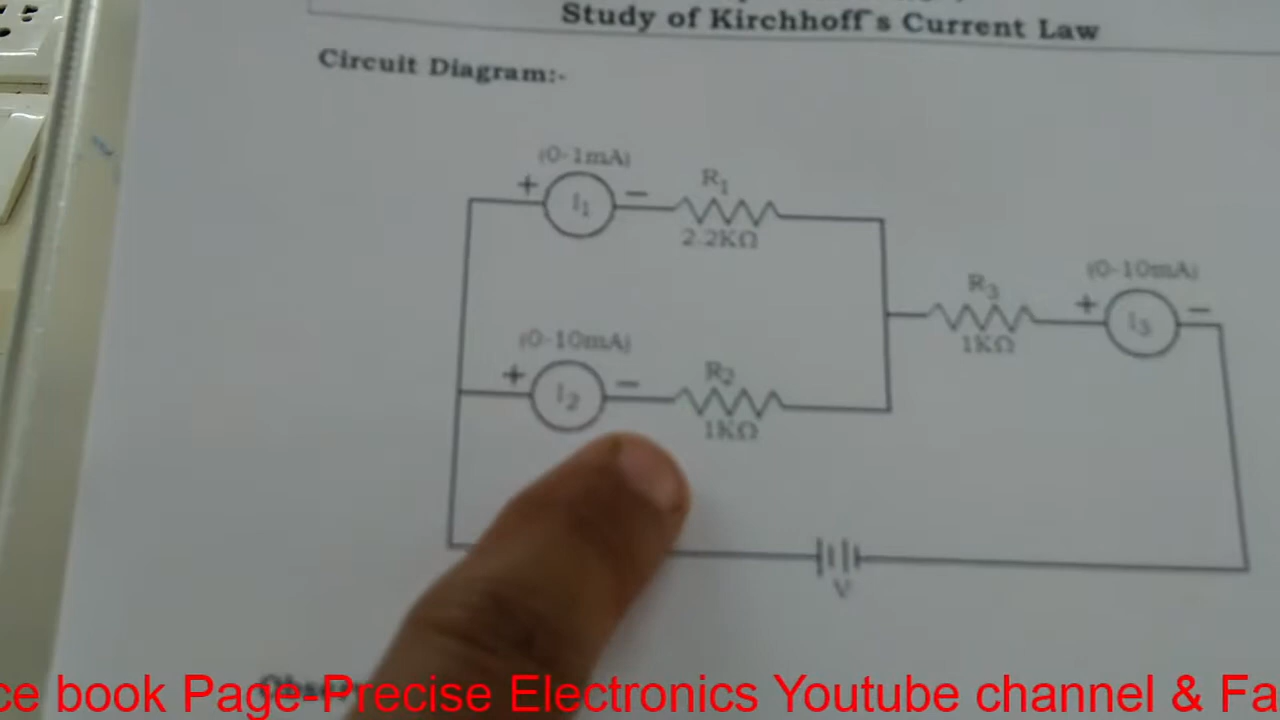 Study of Kirchhoff's Current Law
Circuit Diagram:-
(0-1mA)
+ I1 − R1
2.2KΩ
(0-10mA)
R3 + I3 −
1KΩ
(0-10mA)
+ I2 − R2
1KΩ
V
ce book Page-Precise Electronics Youtube channel & Fa